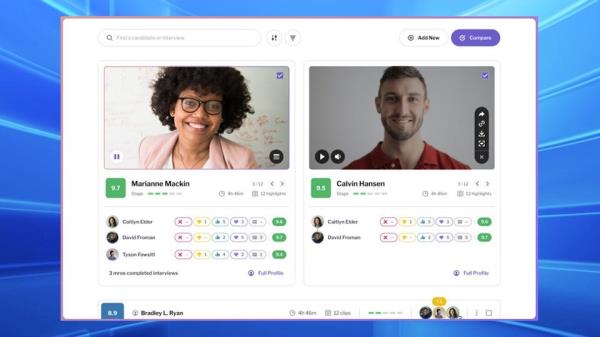 Find a candidate or interview
Add New
Compare
9.7 Marianne Mackin 3 / 12
Stage 4h 46m 12 highlights
Caitlyn Elder – 1 5 3 – 9.6
David Froman – 1 2 5 3 9.7
Tyson Fawsitt – 1 4 2 1 9.4
3 mroe completed interviews Full Profile
9.5 Calvin Hansen 3 / 12
Stage 4h 46m 12 highlights
Caitlyn Elder – 1 5 3 – 9.6
David Froman – 1 2 5 3 9.7
Full Profile
8.9 Bradley L. Ryan 4h 46m 12 clips